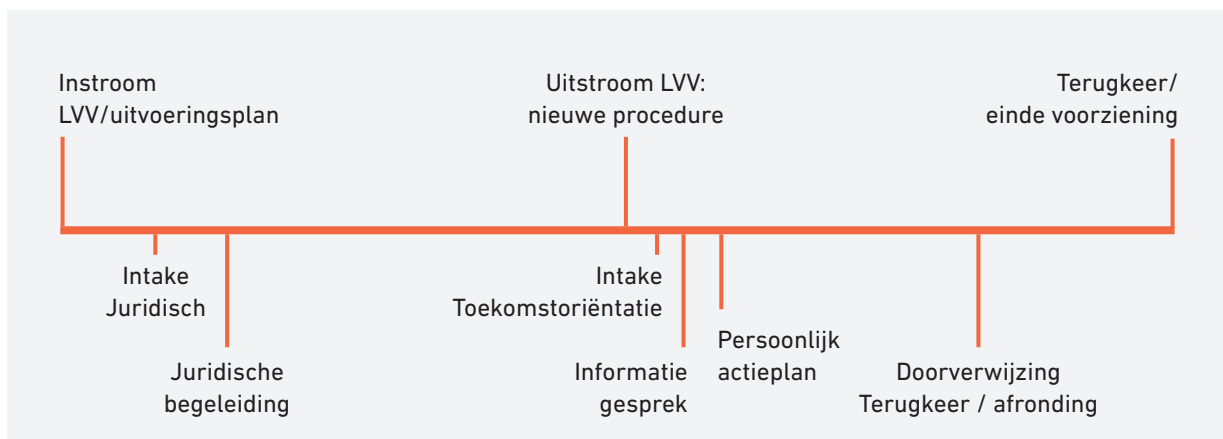 Instroom
LVV/uitvoeringsplan
Uitstroom LVV:
nieuwe procedure
Terugkeer/
einde voorziening
Intake
Juridisch
Juridische
begeleiding
Intake
Toekomstoriëntatie
Informatie
gesprek
Persoonlijk
actieplan
Doorverwijzing
Terugkeer / afronding